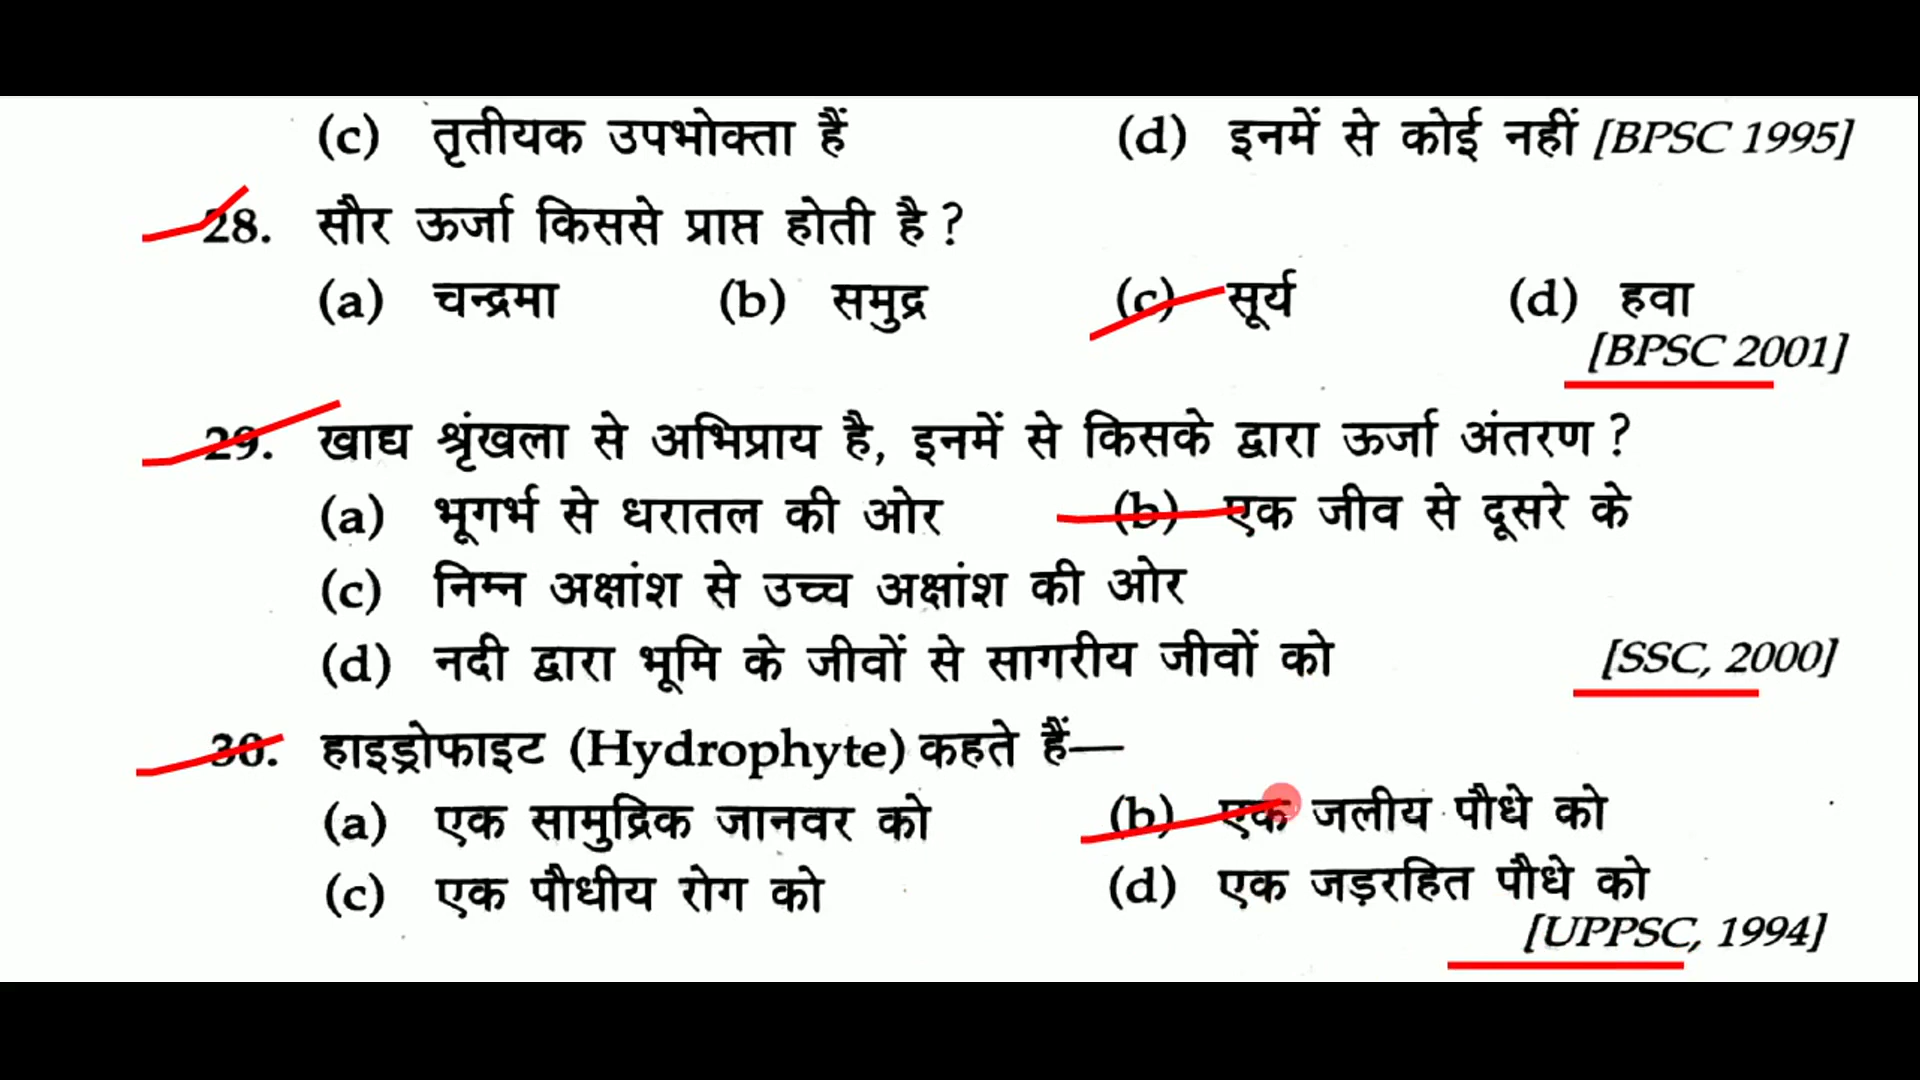 (c) तृतीयक उपभोक्ता हैं (d) इनमें से कोई नहीं [BPSC 1995]
28. सौर ऊर्जा किससे प्राप्त होती है ?
(a) चन्द्रमा (b) समुद्र (c) सूर्य (d) हवा
[BPSC 2001]
29. खाद्य श्रृंखला से अभिप्राय है, इनमें से किसके द्वारा ऊर्जा अंतरण ?
(a) भूगर्भ से धरातल की ओर (b) एक जीव से दूसरे के
(c) निम्न अक्षांश से उच्च अक्षांश की ओर
(d) नदी द्वारा भूमि के जीवों से सागरीय जीवों को [SSC, 2000]
30. हाइड्रोफाइट (Hydrophyte) कहते हैं—
(a) एक सामुद्रिक जानवर को (b) एक जलीय पौधे को
(c) एक पौधीय रोग को (d) एक जड़रहित पौधे को
[UPPSC, 1994]